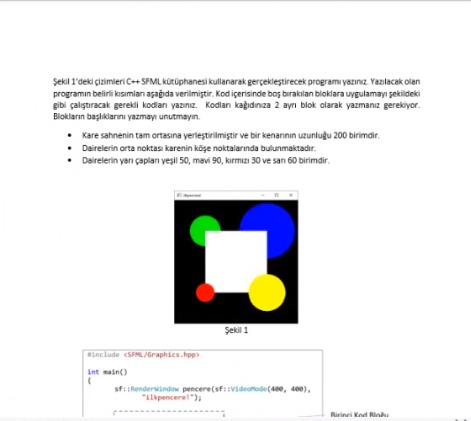 Şekil 1'deki çizimleri C++ SFML kütüphanesi kullanarak gerçekleştirecek programı yazınız. Yazılacak olan
programın belirli kısımları aşağıda verilmiştir. Kod içerisinde boş bırakılan bloklara uygulamayı şekildeki
gibi çalıştıracak gerekli kodları yazınız. Kodları kağıdınıza 2 ayrı blok olarak yazmanız gerekiyor.
Blokların başlıklarını yazmayı unutmayın.
• Kare sahnenin tam ortasına yerleştirilmiştir ve bir kenarının uzunluğu 200 birimdir.
• Dairelerin orta noktası karenin köşe noktalarında bulunmaktadır.
• Dairelerin yarı çapları yeşil 50, mavi 90, kırmızı 30 ve sarı 60 birimdir.
Şekil 1
#include <SFML/Graphics.hpp>
int main()
{
sf::RenderWindow pencere(sf::VideoMode(400, 400),
"ilkpencere!");
Birinci Kod Bloğu